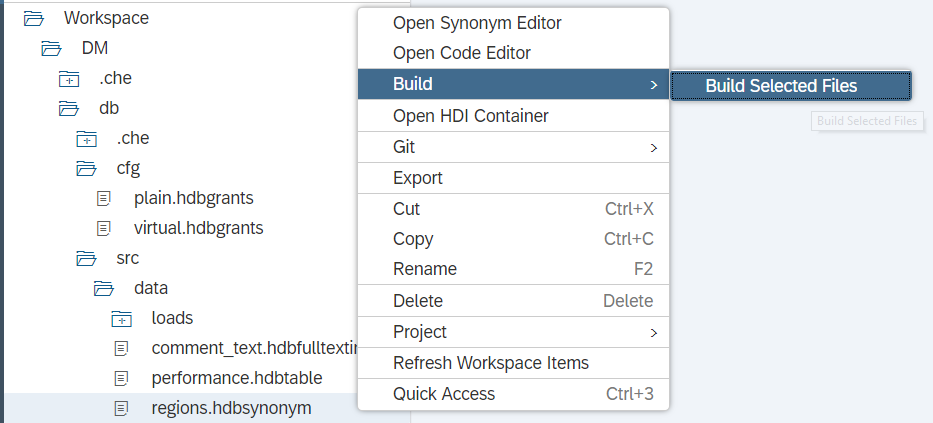 Workspace
DM
.che
db
.che
cfg
plain.hdbgrants
virtual.hdbgrants
src
data
loads
comment_text.hdbfulltextin
performance.hdbtable
regions.hdbsynonym
Open Synonym Editor
Open Code Editor
Build >
Open HDI Container
Git >
Export
Cut Ctrl+X
Copy Ctrl+C
Rename F2
Delete Delete
Project >
Refresh Workspace Items
Quick Access Ctrl+3
Build Selected Files
Build Selected Files